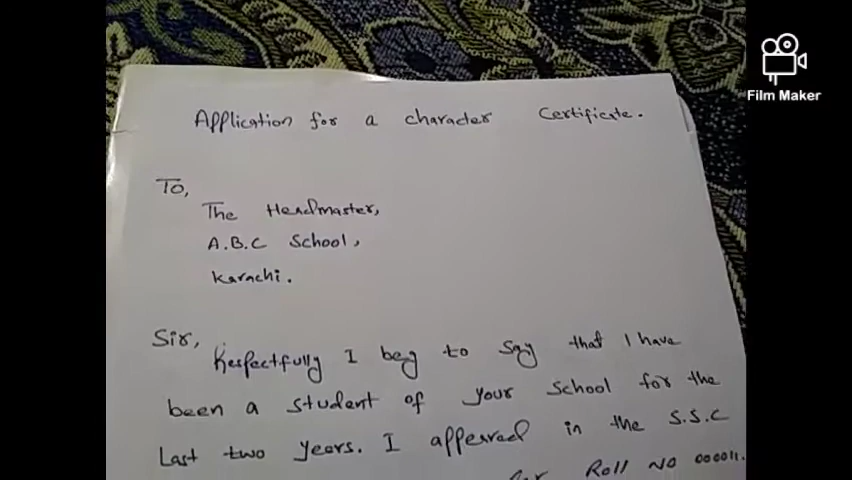 Film Maker
Application for a character Certificate.
To,
The Headmaster,
A.B.C School,
Karachi.
Sir,
Respectfully I beg to say that I have
been a student of your School for the
Last two years. I appeared in the S.S.C
Roll No 000011.